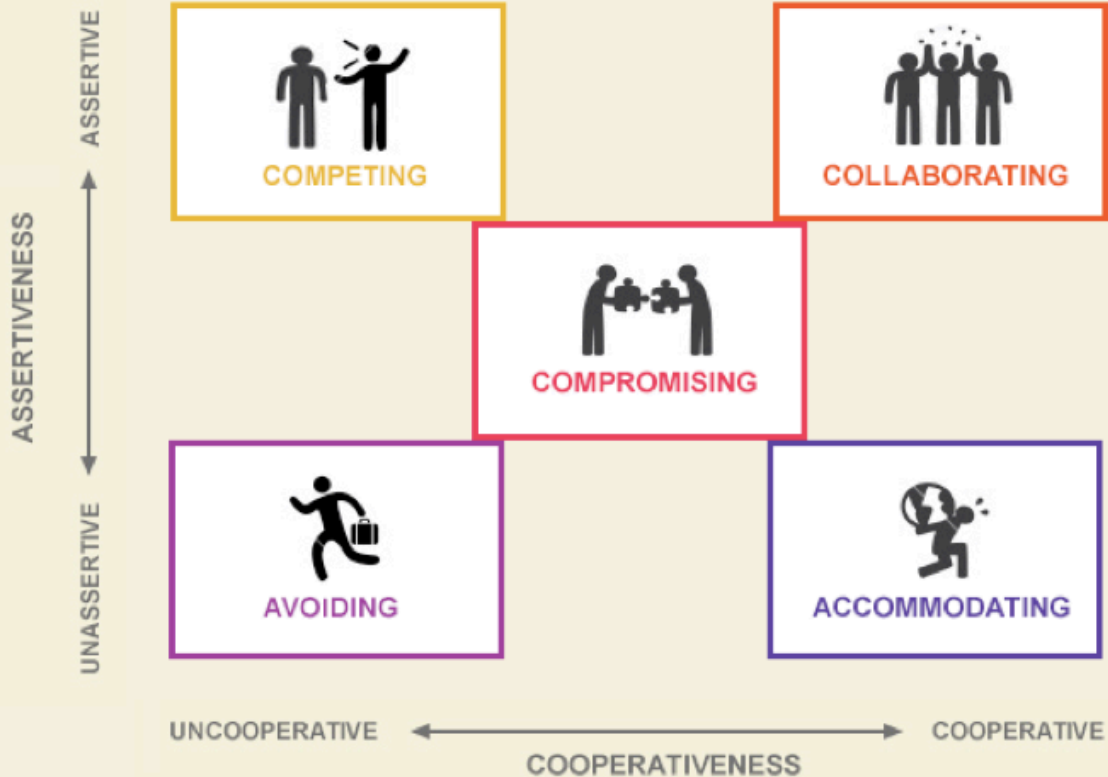 ASSERTIVE
ASSERTIVENESS
UNASSERTIVE
COMPETING
COLLABORATING
COMPROMISING
AVOIDING
ACCOMMODATING
UNCOOPERATIVE
COOPERATIVE
COOPERATIVENESS